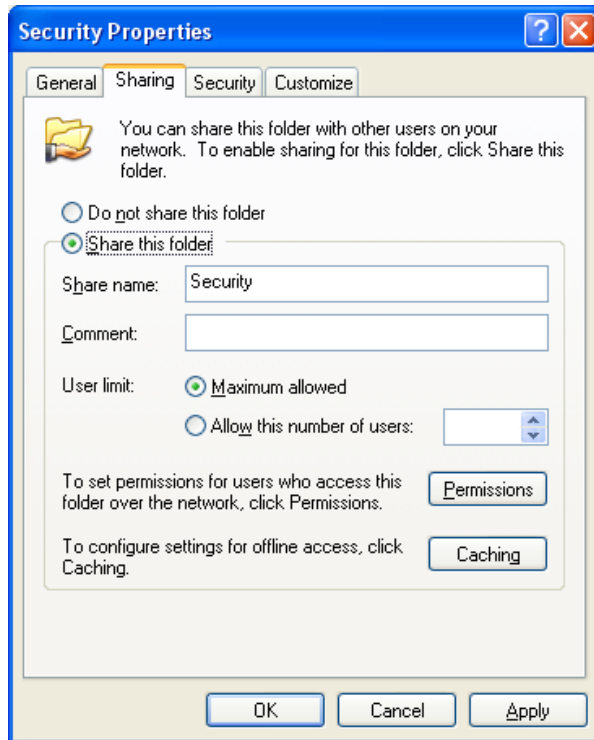 Security Properties
General Sharing Security Customize
You can share this folder with other users on your
network. To enable sharing for this folder, click Share this
folder.
Do not share this folder
Share this folder
Share name: Security
Comment:
User limit: Maximum allowed
Allow this number of users:
To set permissions for users who access this
folder over the network, click Permissions.
Permissions
To configure settings for offline access, click
Caching.
Caching
OK Cancel Apply